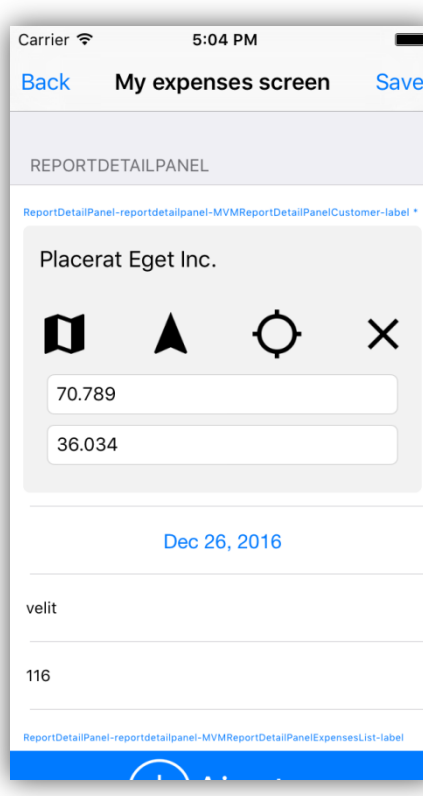 Carrier 5:04 PM
Back My expenses screen Save
REPORTDETAILPANEL
ReportDetailPanel-reportdetailpanel-MVMReportDetailPanelCustomer-label *
Placerat Eget Inc.
70.789
36.034
Dec 26, 2016
velit
116
ReportDetailPanel-reportdetailpanel-MVMReportDetailPanelExpensesList-label